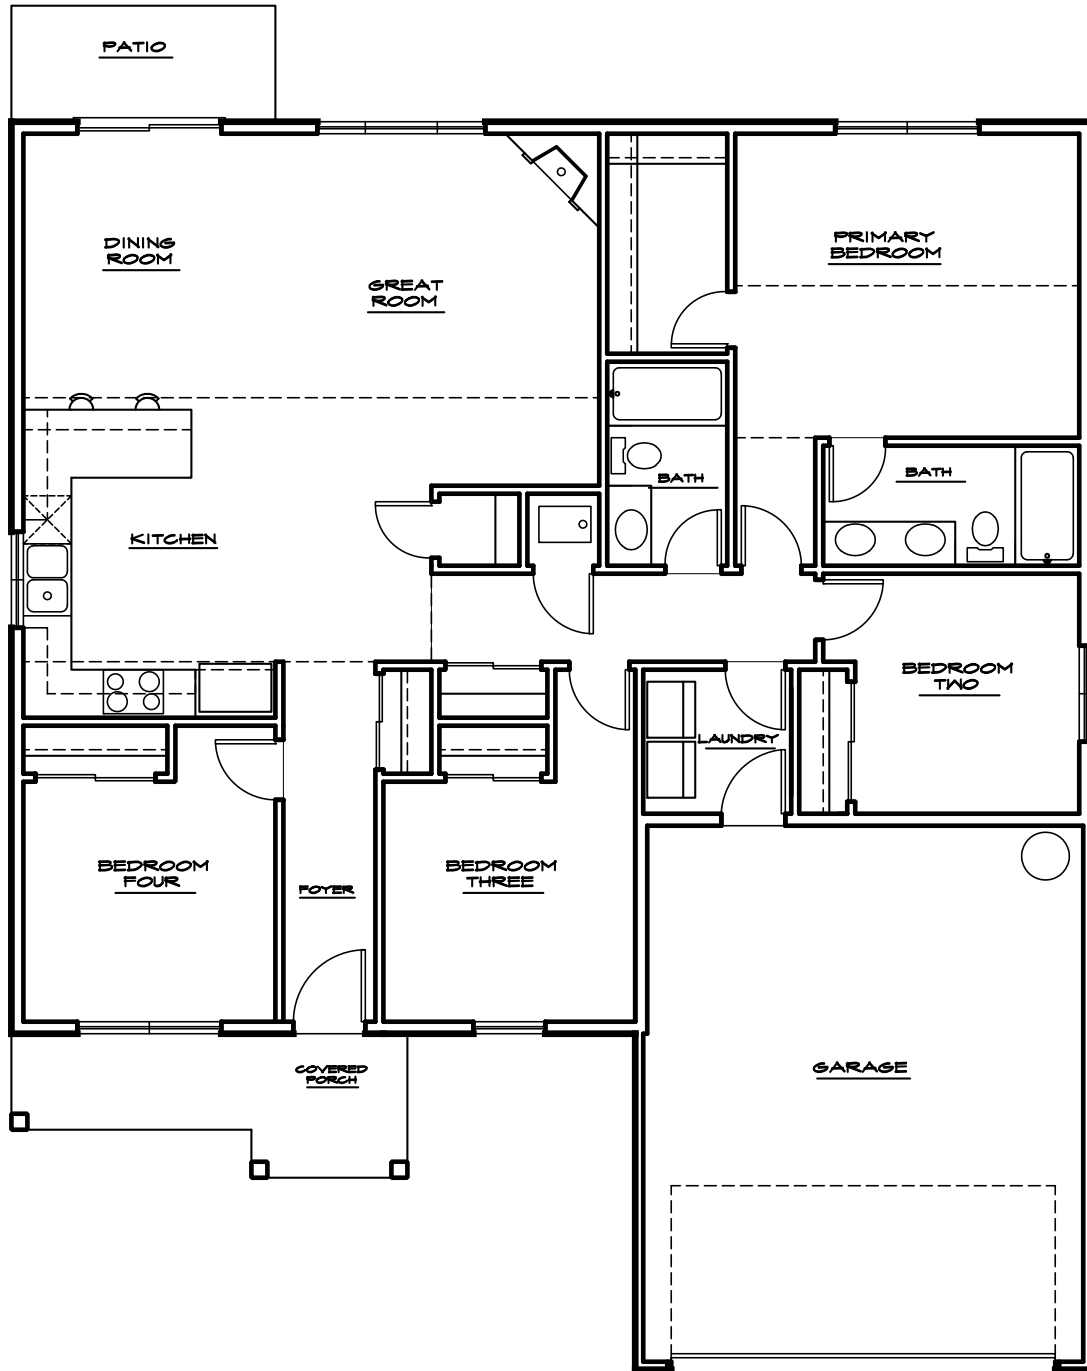 PATIO
DINING
ROOM
GREAT
ROOM
PRIMARY
BEDROOM
KITCHEN
BATH
BATH
BEDROOM
TWO
LAUNDRY
BEDROOM
FOUR
FOYER
BEDROOM
THREE
COVERED
PORCH
GARAGE